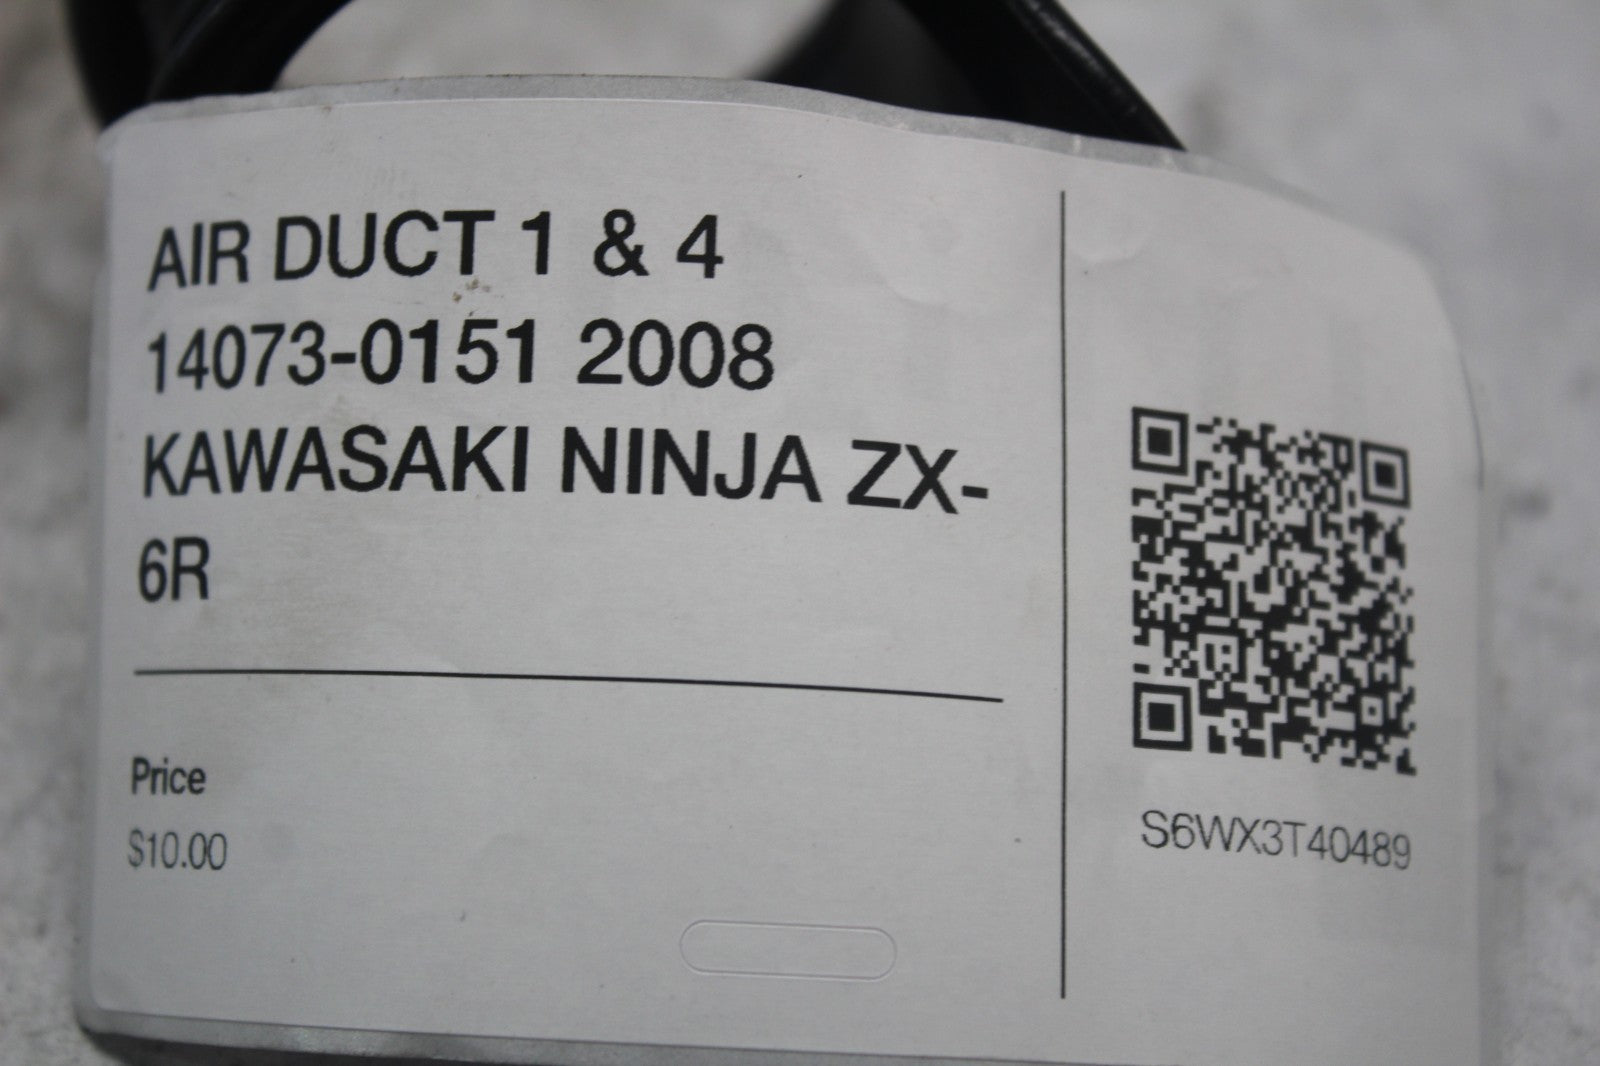 AIR DUCT 1 & 4
14073-0151 2008
KAWASAKI NINJA ZX-
6R
Price
$10.00
S6WX3T40489